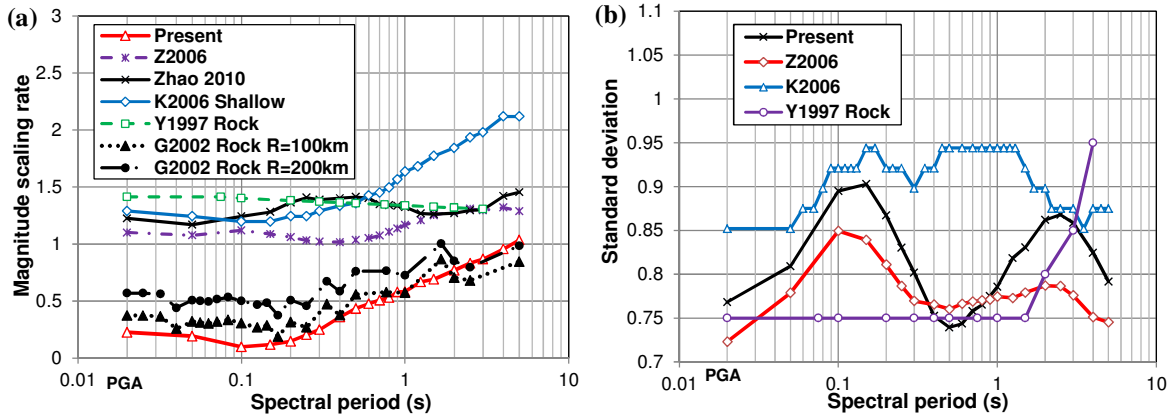 (a)
Magnitude scaling rate
3
2.5
2
1.5
1
0.5
0
Present
Z2006
Zhao 2010
K2006 Shallow
Y1997 Rock
G2002 Rock R=100km
G2002 Rock R=200km
0.01
PGA
0.1
1
10
Spectral period (s)
(b)
Standard deviation
1.1
1.05
1
0.95
0.9
0.85
0.8
0.75
0.7
Present
Z2006
K2006
Y1997 Rock
0.01
PGA
0.1
1
10
Spectral period (s)